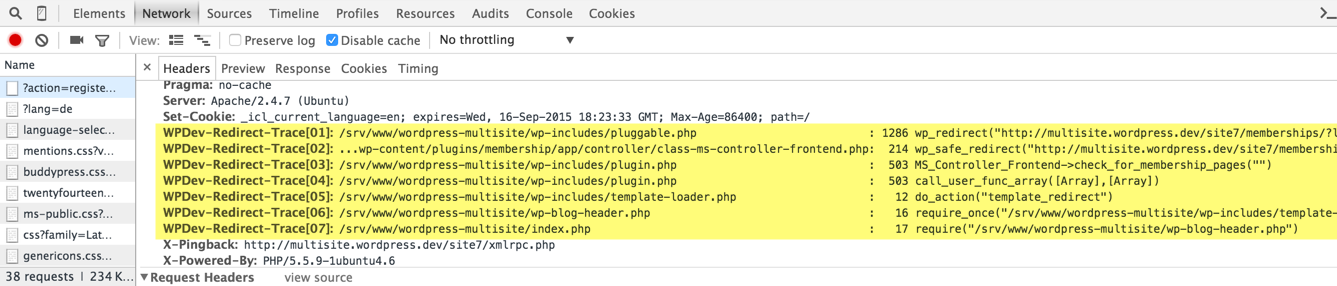 Elements Network Sources Timeline Profiles Resources Audits Console Cookies
View: Preserve log Disable cache No throttling ▼
Name × Headers Preview Response Cookies Timing
?action=registe...
?lang=de
language-selec...
mentions.css?v...
buddypress.css...
twentyfourteen...
ms-public.css?...
css?family=Lat...
genericons.css...
38 requests | 234 K...
Pragma: no-cache
Server: Apache/2.4.7 (Ubuntu)
Set-Cookie: _icl_current_language=en; expires=Wed, 16-Sep-2015 18:23:33 GMT; Max-Age=86400; path=/
WPDev-Redirect-Trace[01]: /srv/www/wordpress-multisite/wp-includes/pluggable.php : 1286 wp_redirect("http://multisite.wordpress.dev/site7/memberships/?l
WPDev-Redirect-Trace[02]: ...wp-content/plugins/membership/app/controller/class-ms-controller-frontend.php: 214 wp_safe_redirect("http://multisite.wordpress.dev/site7/membershi
WPDev-Redirect-Trace[03]: /srv/www/wordpress-multisite/wp-includes/plugin.php : 503 MS_Controller_Frontend->check_for_membership_pages("")
WPDev-Redirect-Trace[04]: /srv/www/wordpress-multisite/wp-includes/plugin.php : 503 call_user_func_array([Array],[Array])
WPDev-Redirect-Trace[05]: /srv/www/wordpress-multisite/wp-includes/template-loader.php : 12 do_action("template_redirect")
WPDev-Redirect-Trace[06]: /srv/www/wordpress-multisite/wp-blog-header.php : 16 require_once("/srv/www/wordpress-multisite/wp-includes/template-
WPDev-Redirect-Trace[07]: /srv/www/wordpress-multisite/index.php : 17 require("/srv/www/wordpress-multisite/wp-blog-header.php")
X-Pingback: http://multisite.wordpress.dev/site7/xmlrpc.php
X-Powered-By: PHP/5.5.9-1ubuntu4.6
▼Request Headers view source